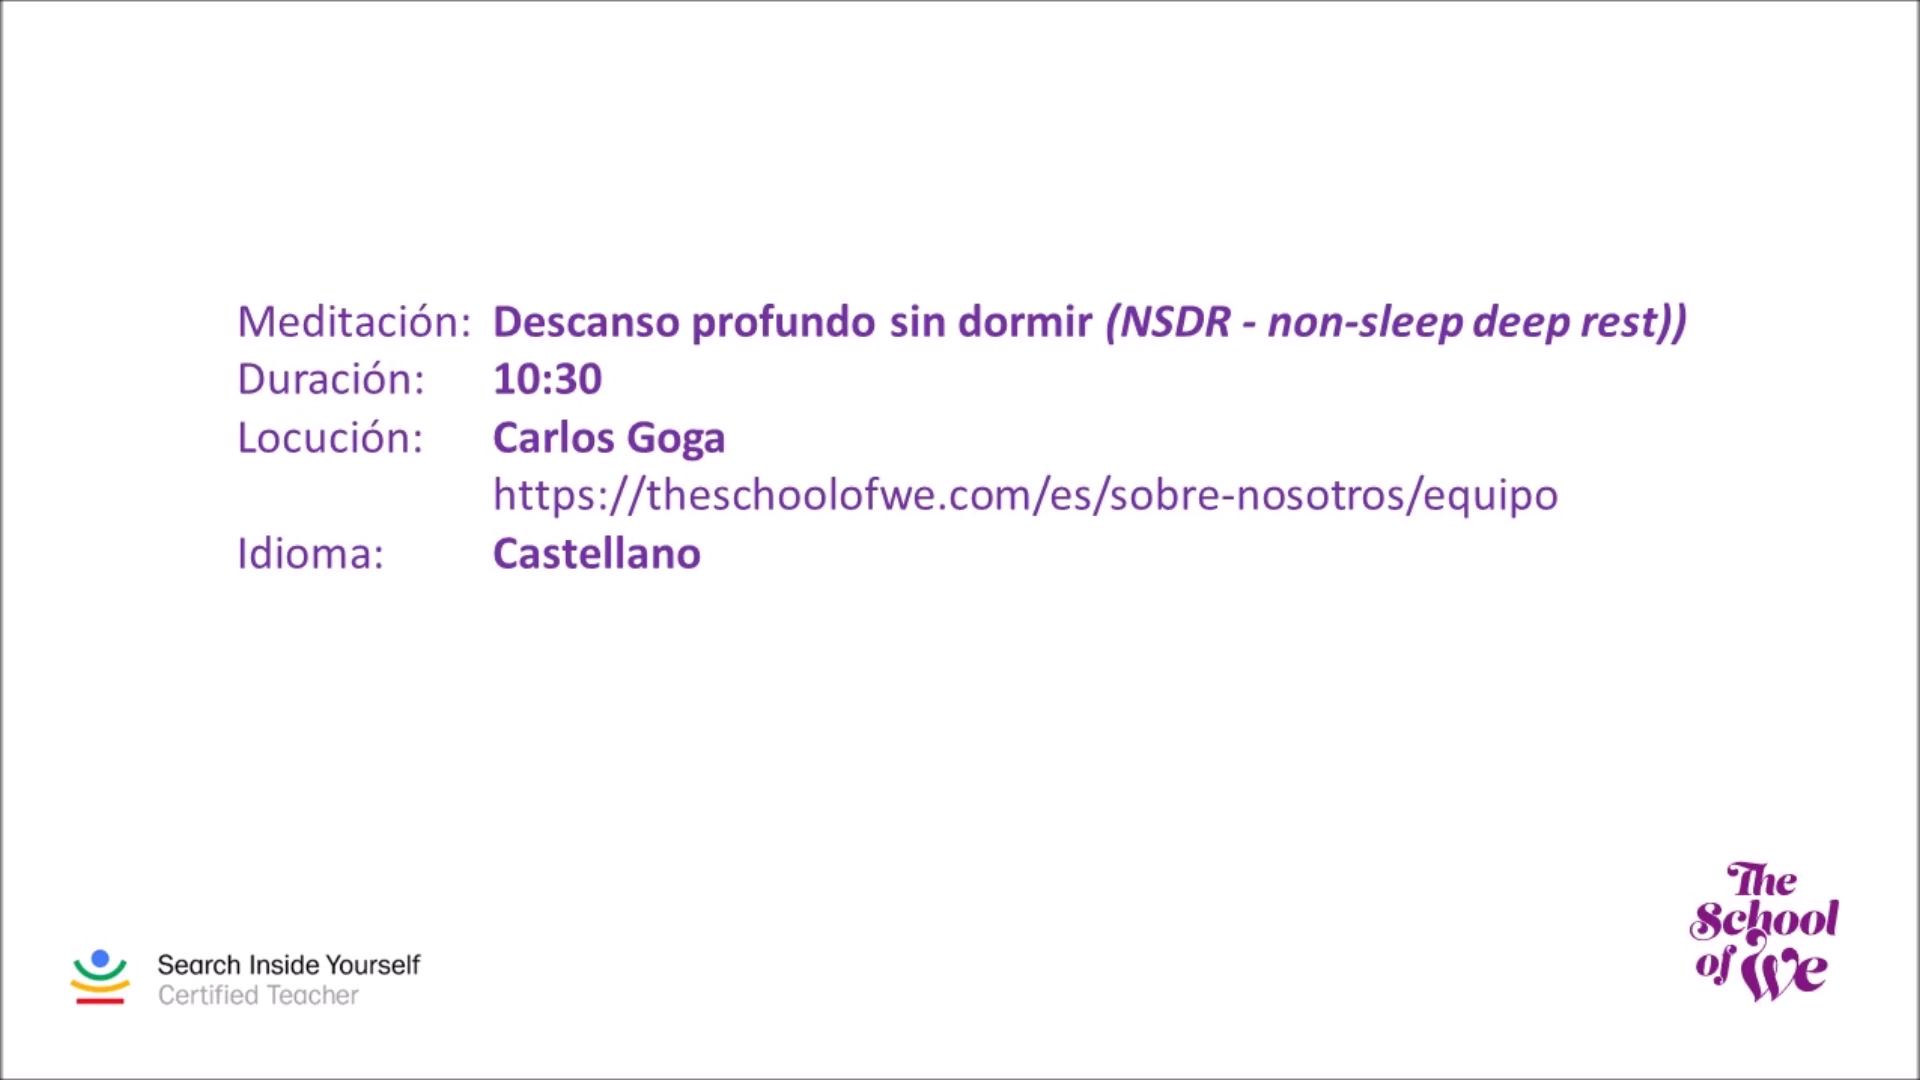 Meditación: Descanso profundo sin dormir (NSDR - non-sleep deep rest))
Duración: 10:30
Locución: Carlos Goga
https://theschoolofwe.com/es/sobre-nosotros/equipo
Idioma: Castellano
Search Inside Yourself
Certified Teacher
The
School
of We